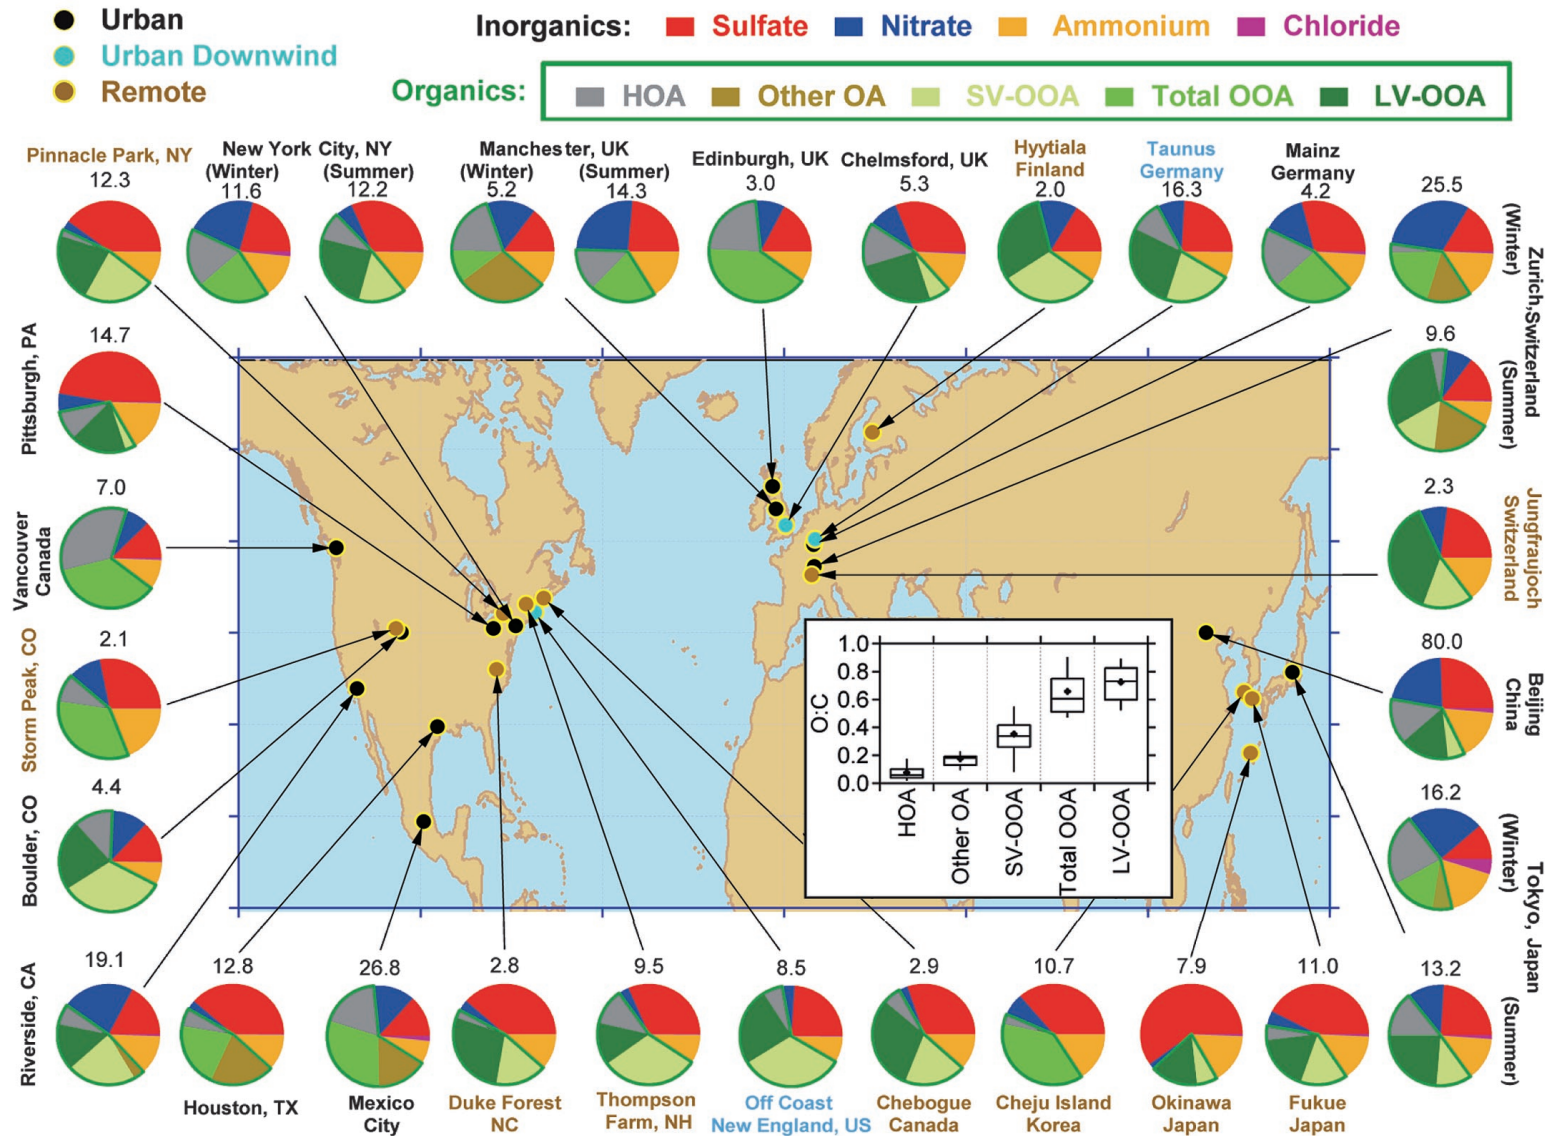 Urban
Urban Downwind
Remote
Inorganics: Sulfate Nitrate Ammonium Chloride
Organics: HOA Other OA SV-OOA Total OOA LV-OOA
Pinnacle Park, NY
12.3
New York City, NY
(Winter) (Summer)
11.6 12.2
Manchester, UK
(Winter) (Summer)
5.2 14.3
Edinburgh, UK
3.0
Chelmsford, UK
5.3
Hyytiala
Finland
2.0
Taunus
Germany
16.3
Mainz
Germany
4.2
25.5
(Winter)
Zurich,Switzerland
9.6
(Summer)
Pittsburgh, PA
14.7
Vancouver
Canada
7.0
Storm Peak, CO
2.1
Boulder, CO
4.4
Riverside, CA
19.1
Jungfraujoch
Switzerland
2.3
Beijing
China
80.0
16.2
(Winter)
Tokyo, Japan
13.2
(Summer)
O:C
1.0
0.8
0.6
0.4
0.2
0.0
HOA
Other OA
SV-OOA
Total OOA
LV-OOA
12.8
Houston, TX
26.8
Mexico
City
2.8
Duke Forest
NC
9.5
Thompson
Farm, NH
8.5
Off Coast
New England, US
2.9
Chebogue
Canada
10.7
Cheju Island
Korea
7.9
Okinawa
Japan
11.0
Fukue
Japan